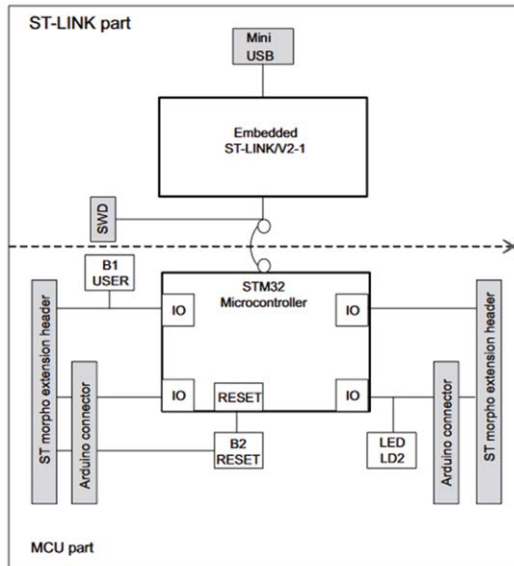 ST-LINK part
Mini
USB
Embedded
ST-LINK/V2-1
SWD
B1
USER
STM32
Microcontroller
IO
IO
ST morpho extension header
ST morpho extension header
IO
RESET
IO
Arduino connector
Arduino connector
B2
RESET
LED
LD2
MCU part